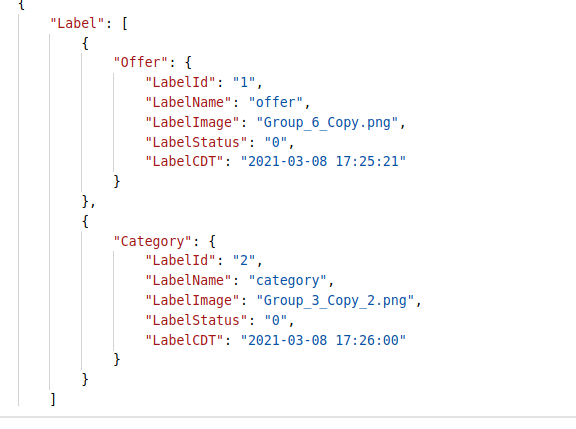 {
"Label": [
{
"Offer": {
"LabelId": "1",
"LabelName": "offer",
"LabelImage": "Group_6_Copy.png",
"LabelStatus": "0",
"LabelCDT": "2021-03-08 17:25:21"
}
},
{
"Category": {
"LabelId": "2",
"LabelName": "category",
"LabelImage": "Group_3_Copy_2.png",
"LabelStatus": "0",
"LabelCDT": "2021-03-08 17:26:00"
}
}
]